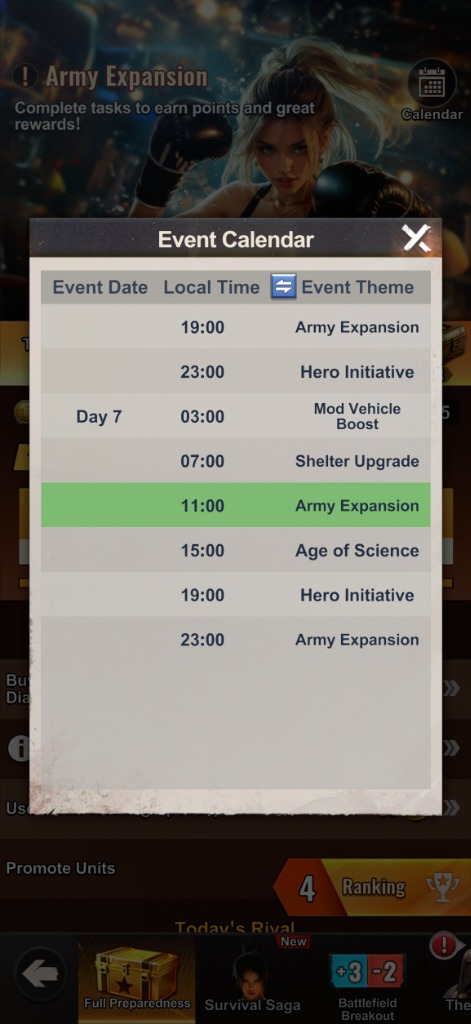 ! Army Expansion
Complete tasks to earn points and great
rewards!
Calendar
Event Calendar
Event Date Local Time Event Theme
19:00 Army Expansion
23:00 Hero Initiative
Day 7 03:00 Mod Vehicle
Boost
07:00 Shelter Upgrade
11:00 Army Expansion
15:00 Age of Science
19:00 Hero Initiative
23:00 Army Expansion
Promote Units
4 Ranking
Today's Rival
New
Full Preparedness
Survival Saga
+3 -2
Battlefield
Breakout
!
The